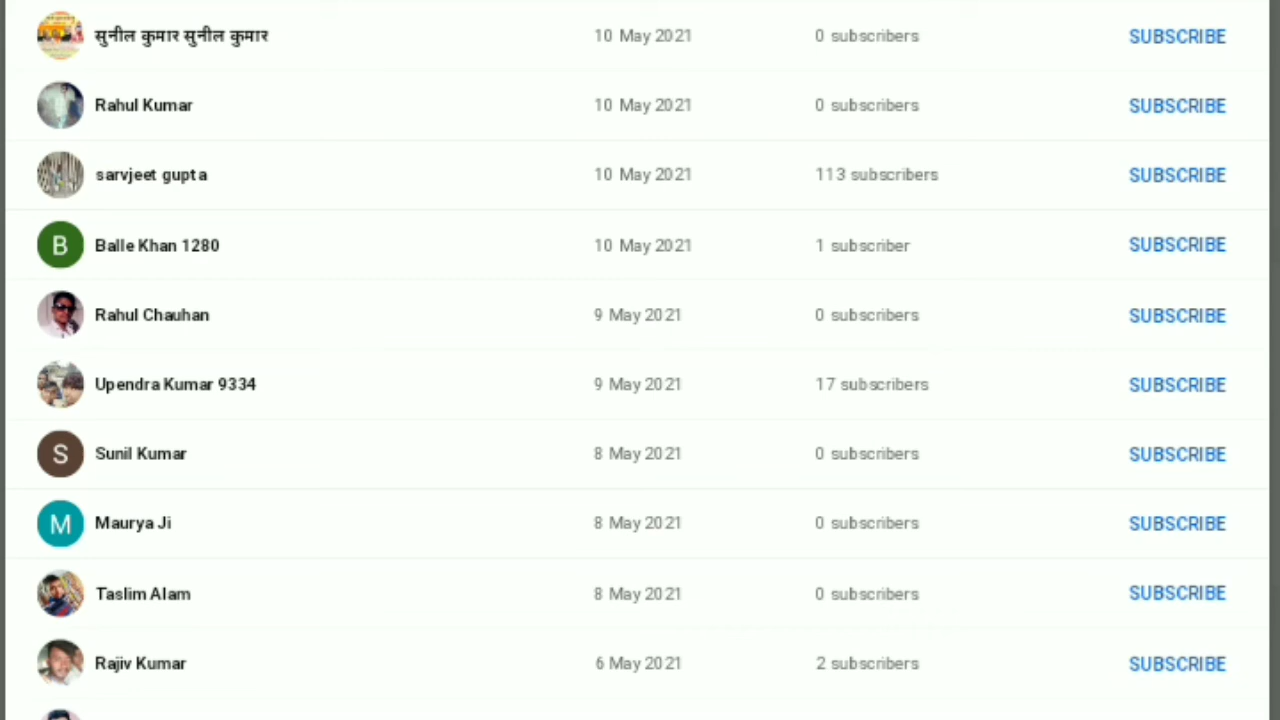 सुनील कुमार सुनील कुमार 10 May 2021 0 subscribers SUBSCRIBE
Rahul Kumar 10 May 2021 0 subscribers SUBSCRIBE
sarvjeet gupta 10 May 2021 113 subscribers SUBSCRIBE
B Balle Khan 1280 10 May 2021 1 subscriber SUBSCRIBE
Rahul Chauhan 9 May 2021 0 subscribers SUBSCRIBE
Upendra Kumar 9334 9 May 2021 17 subscribers SUBSCRIBE
S Sunil Kumar 8 May 2021 0 subscribers SUBSCRIBE
M Maurya Ji 8 May 2021 0 subscribers SUBSCRIBE
Taslim Alam 8 May 2021 0 subscribers SUBSCRIBE
Rajiv Kumar 6 May 2021 2 subscribers SUBSCRIBE